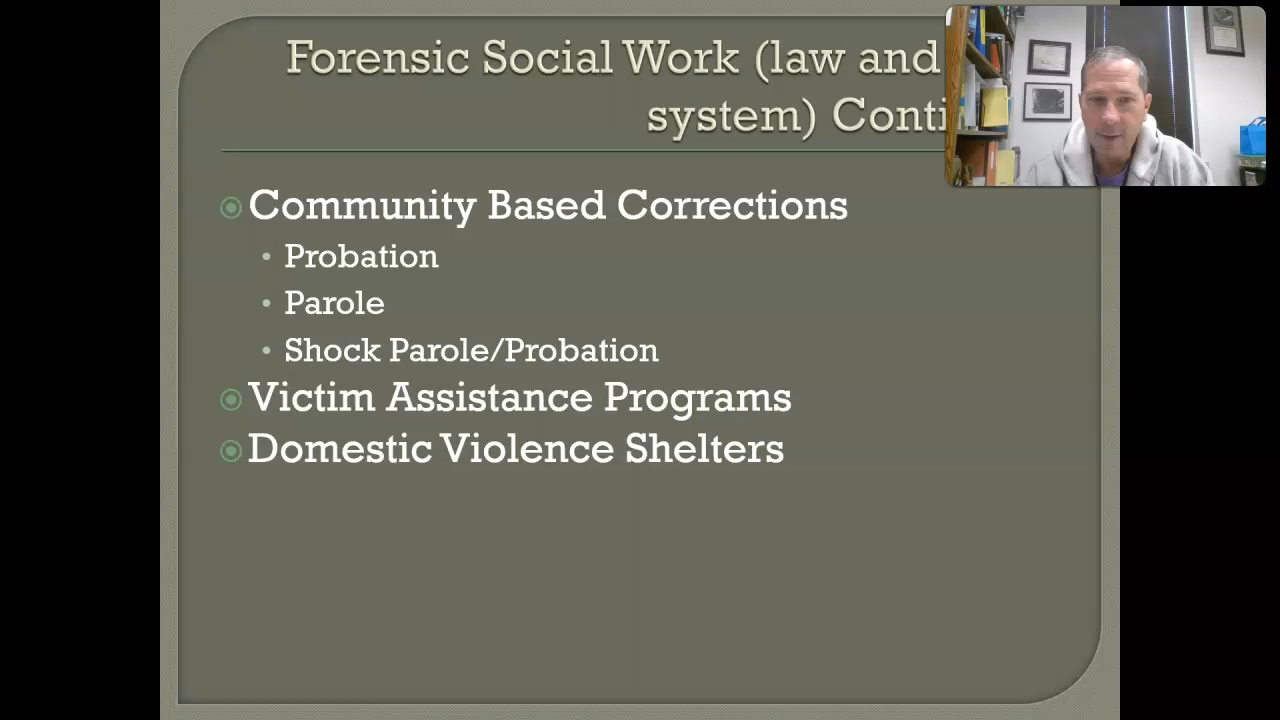 Forensic Social Work (law and
system) Conti
Community Based Corrections
Probation
Parole
Shock Parole/Probation
Victim Assistance Programs
Domestic Violence Shelters